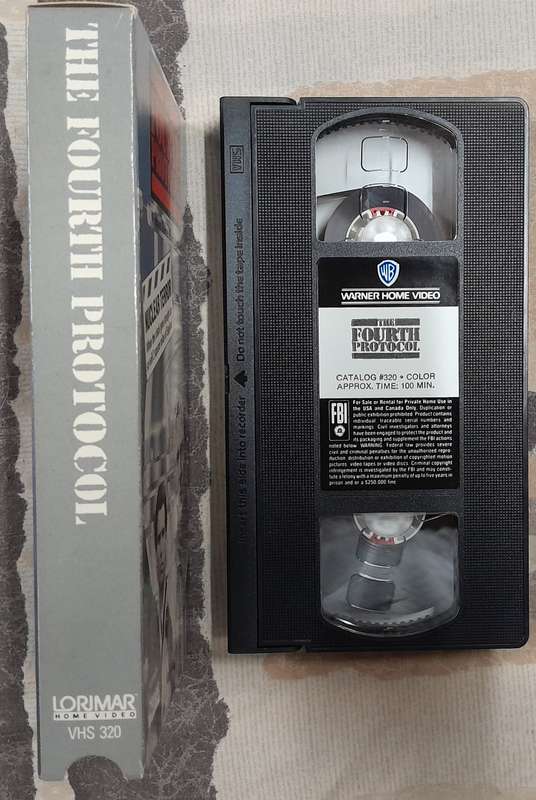 THE FOURTH PROTOCOL
NUCLEAR TERROR
LORIMAR
HOME VIDEO
VHS 320
VHS
Insert this side into recorder ▲ Do not touch the tape inside
WB
WARNER HOME VIDEO
THE
FOURTH
PROTOCOL
CATALOG #320 • COLOR
APPROX. TIME: 100 MIN.
FBI
For Sale or Rental for Private Home Use in
the USA and Canada Only. Duplication or
public exhibition prohibited. Product contains
individual traceable serial numbers and
markings. Civil investigators and attorneys
have been engaged to protect the product and
its packaging and supplement the FBI actions
noted below. WARNING: Federal law provides severe
civil and criminal penalties for the unauthorized repro-
duction, distribution or exhibition of copyrighted motion
pictures, video tapes or video discs. Criminal copyright
infringement is investigated by the FBI and may consti-
tute a felony with a maximum penalty of up to five years in
prison and or a $250,000 fine.